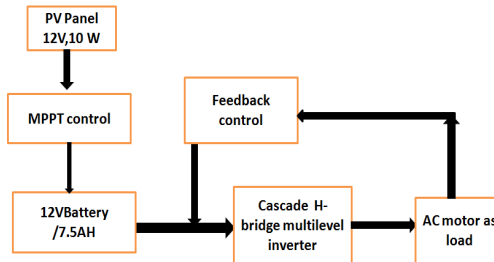 PV Panel
12V,10 W
MPPT control
Feedback
control
12VBattery
/7.5AH
Cascade H-
bridge multilevel
inverter
AC motor as
load